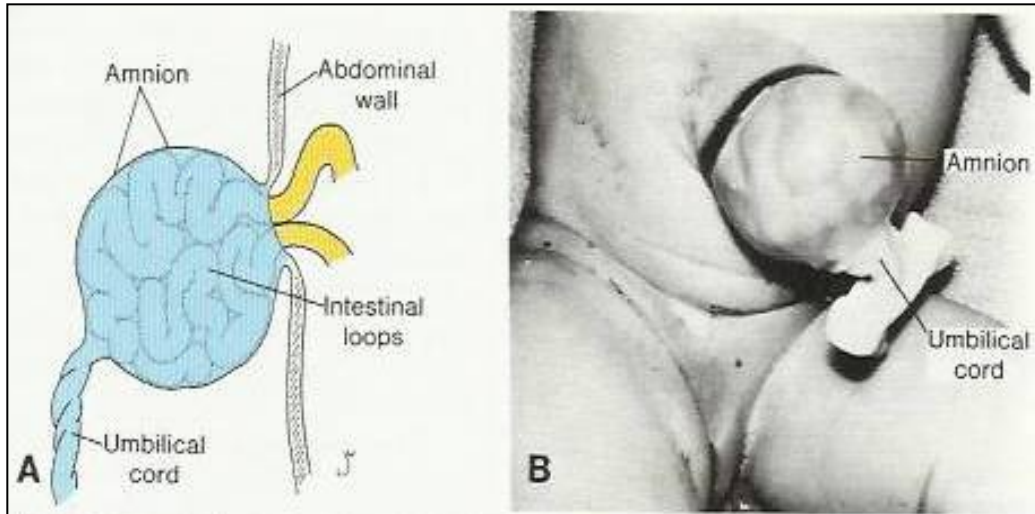 Amnion
Abdominal
wall
Intestinal
loops
Umbilical
cord
A
Amnion
Umbilical
cord
B